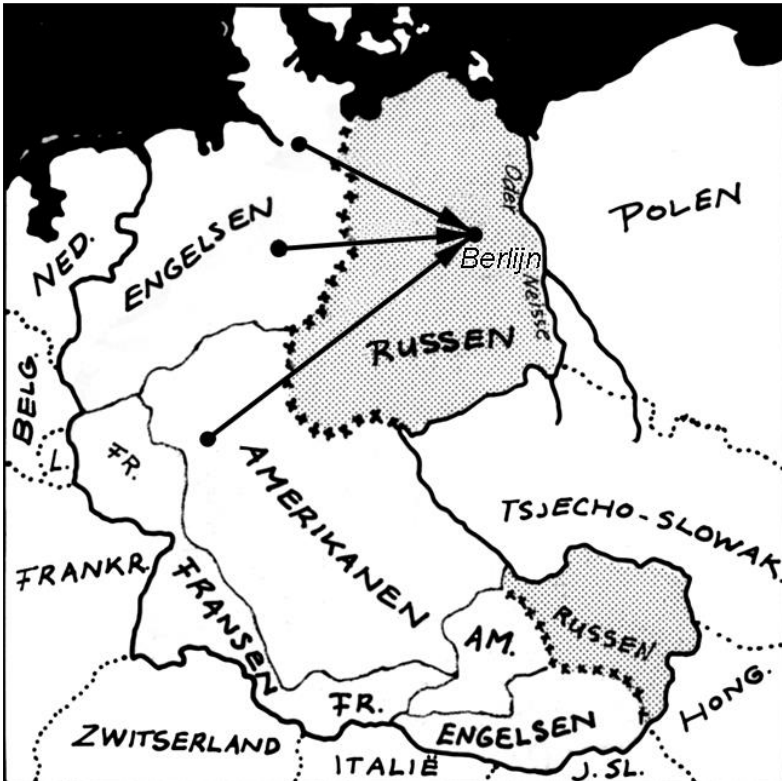 Oder
POLEN
ENGELSEN
NED.
Berlijn
Neisse
RUSSEN
BELG.
L.
FR.
AMERIKANEN
TSJECHO-SLOWAK.
FRANKR.
FRANSEN
RUSSEN
AM.
HONG.
FR.
ENGELSEN
ZWITSERLAND
ITALIË
J.SL.